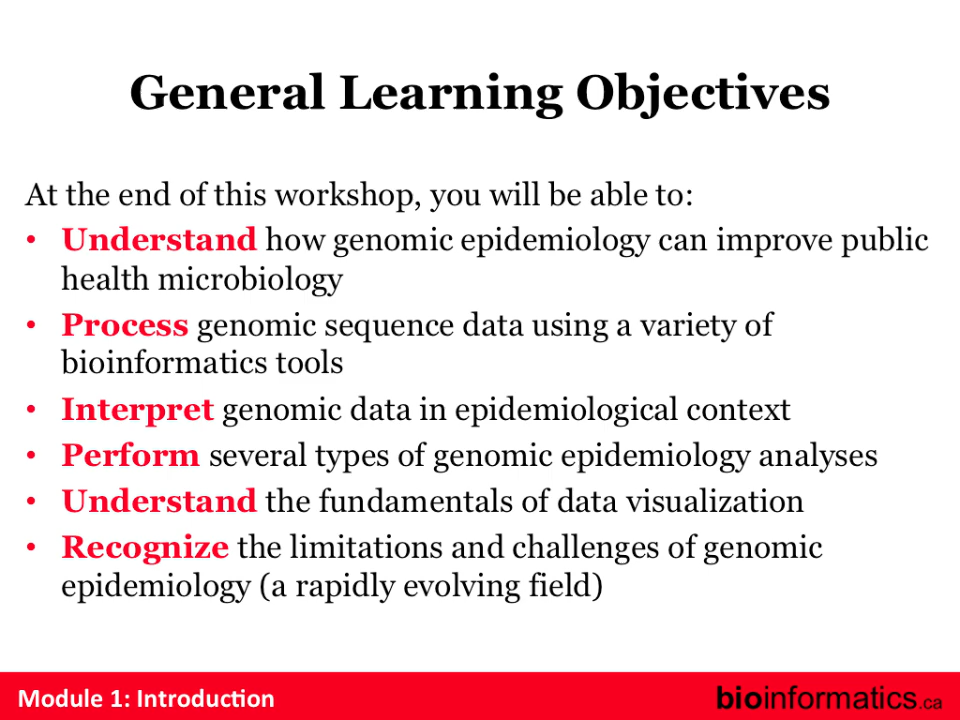 General Learning Objectives
At the end of this workshop, you will be able to:
• Understand how genomic epidemiology can improve public
health microbiology
• Process genomic sequence data using a variety of
bioinformatics tools
• Interpret genomic data in epidemiological context
• Perform several types of genomic epidemiology analyses
• Understand the fundamentals of data visualization
• Recognize the limitations and challenges of genomic
epidemiology (a rapidly evolving field)
Module 1: Introduction
bioinformatics.ca